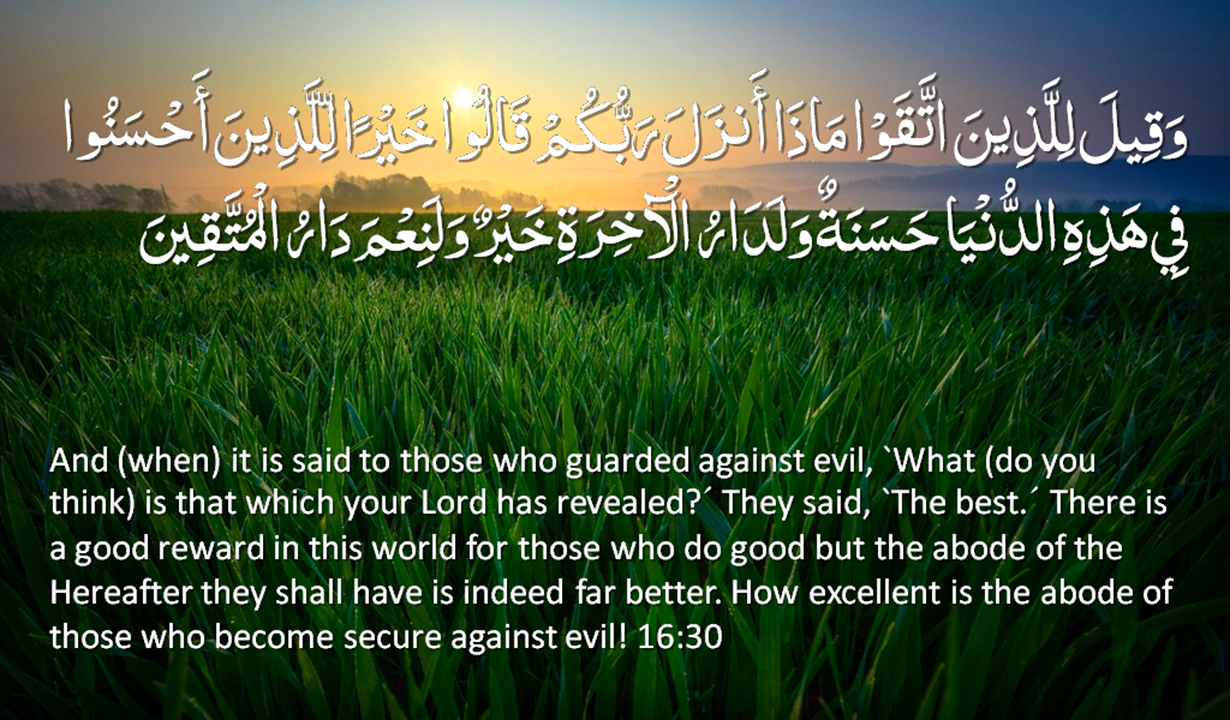 وَقِيلَ لِلَّذِينَ اتَّقَوْا مَاذَا أَنزَلَ رَبُّكُمْ قَالُوا خَيْرًا لِّلَّذِينَ أَحْسَنُوا
فِي هَذِهِ الدُّنْيَا حَسَنَةٌ وَلَدَارُ الْآخِرَةِ خَيْرٌ وَلَنِعْمَ دَارُ الْمُتَّقِينَ
And (when) it is said to those who guarded against evil, `What (do you
think) is that which your Lord has revealed?´ They said, `The best.´ There is
a good reward in this world for those who do good but the abode of the
Hereafter they shall have is indeed far better. How excellent is the abode of
those who become secure against evil! 16:30